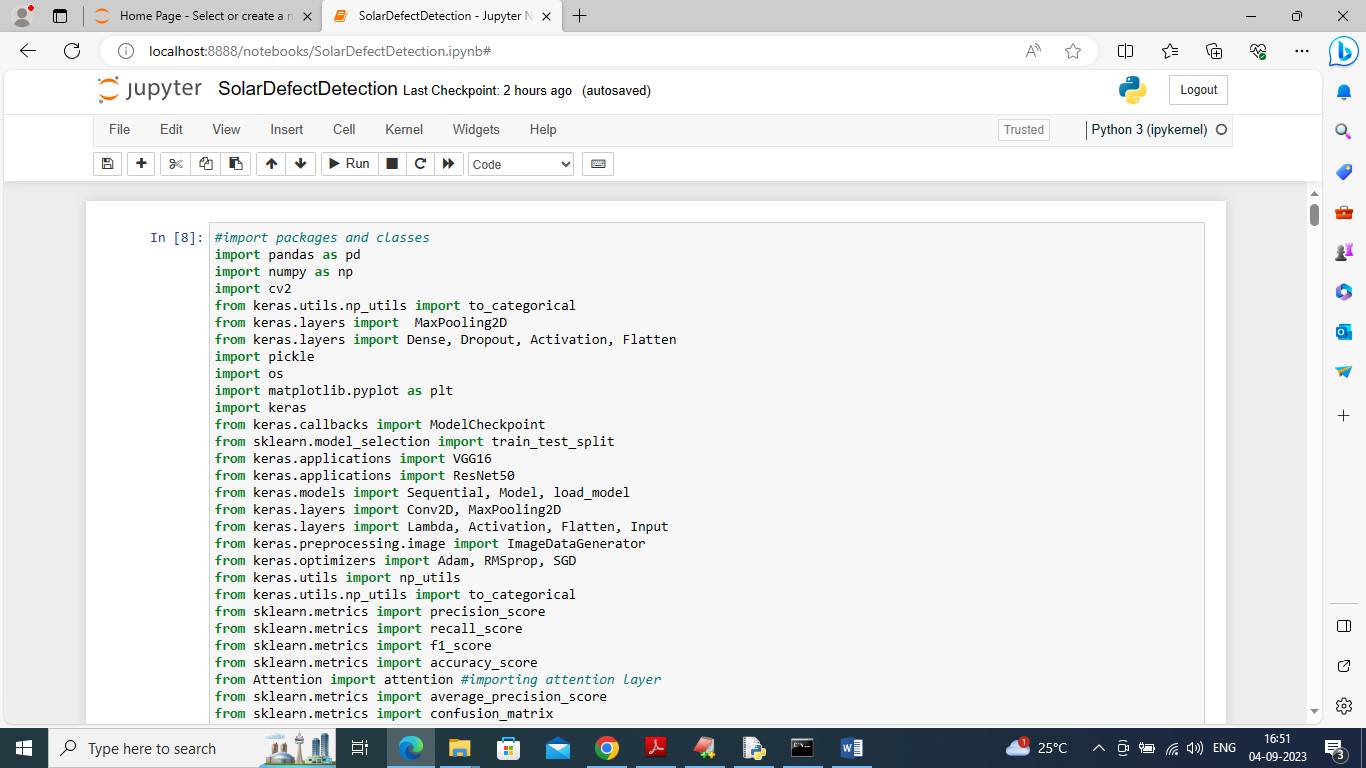 Home Page - Select or create a n
SolarDefectDetection - Jupyter N
localhost:8888/notebooks/SolarDefectDetection.ipynb#
jupyter SolarDefectDetection Last Checkpoint: 2 hours ago (autosaved)
Logout
File Edit View Insert Cell Kernel Widgets Help
Trusted
Python 3 (ipykernel)
Run
Code
In [8]:
#import packages and classes
import pandas as pd
import numpy as np
import cv2
from keras.utils.np_utils import to_categorical
from keras.layers import  MaxPooling2D
from keras.layers import Dense, Dropout, Activation, Flatten
import pickle
import os
import matplotlib.pyplot as plt
import keras
from keras.callbacks import ModelCheckpoint
from sklearn.model_selection import train_test_split
from keras.applications import VGG16
from keras.applications import ResNet50
from keras.models import Sequential, Model, load_model
from keras.layers import Conv2D, MaxPooling2D
from keras.layers import Lambda, Activation, Flatten, Input
from keras.preprocessing.image import ImageDataGenerator
from keras.optimizers import Adam, RMSprop, SGD
from keras.utils import np_utils
from keras.utils.np_utils import to_categorical
from sklearn.metrics import precision_score
from sklearn.metrics import recall_score
from sklearn.metrics import f1_score
from sklearn.metrics import accuracy_score
from Attention import attention #importing attention layer
from sklearn.metrics import average_precision_score
from sklearn.metrics import confusion_matrix
Type here to search
1
25°C
ENG
16:51
04-09-2023
3